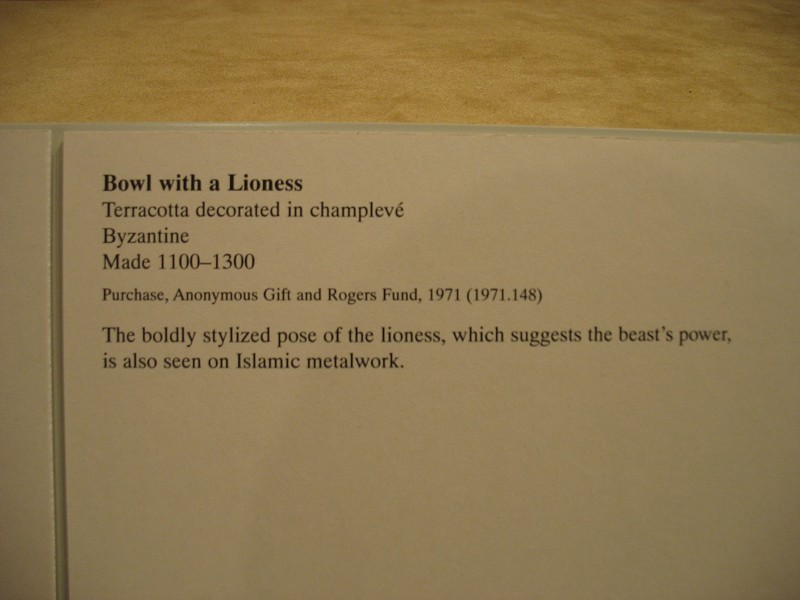 Bowl with a Lioness
Terracotta decorated in champlevé
Byzantine
Made 1100–1300
Purchase, Anonymous Gift and Rogers Fund, 1971 (1971.148)
The boldly stylized pose of the lioness, which suggests the beast's power,
is also seen on Islamic metalwork.